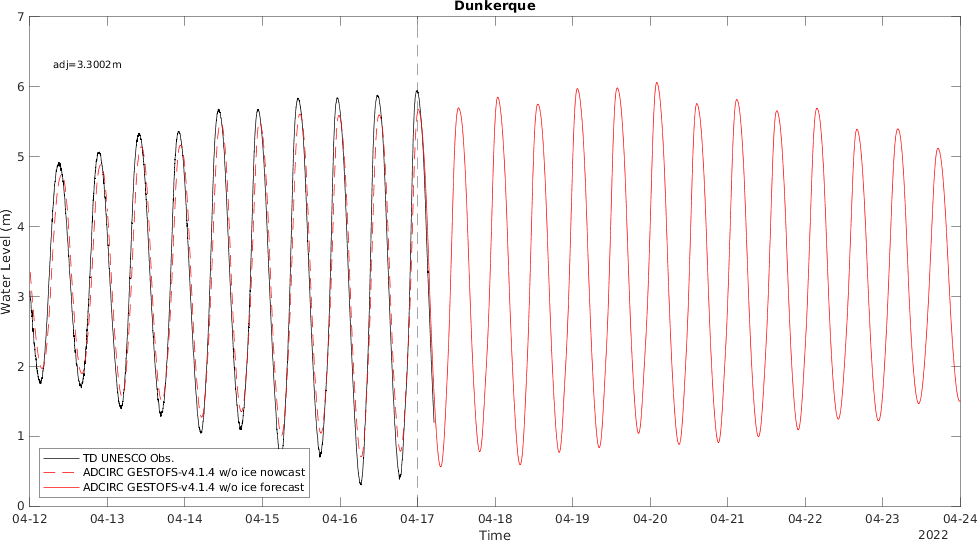 Dunkerque
7
adj=3.3002m
6
5
4
3
2
1
0
Water Level (m)
TD UNESCO Obs.
ADCIRC GESTOFS-v4.1.4 w/o ice nowcast
ADCIRC GESTOFS-v4.1.4 w/o ice forecast
04-12 04-13 04-14 04-15 04-16 04-17 04-18 04-19 04-20 04-21 04-22 04-23 04-24
Time
2022